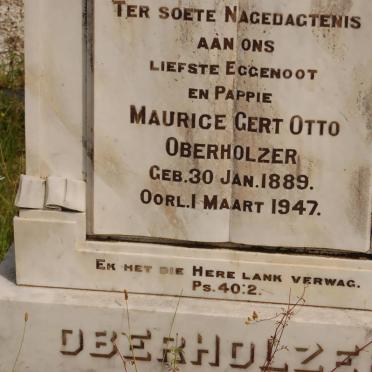 TER SOETE NAGEDAGTENIS
AAN ONS
LIEFSTE EGGENOOT
EN PAPPIE
MAURICE GERT OTTO
OBERHOLZER
GEB. 30 JAN. 1889.
OORL. 1 MAART 1947.
EK HET DIE HERE LANK VERWAG.
PS. 40:2.
OBERHOLZE